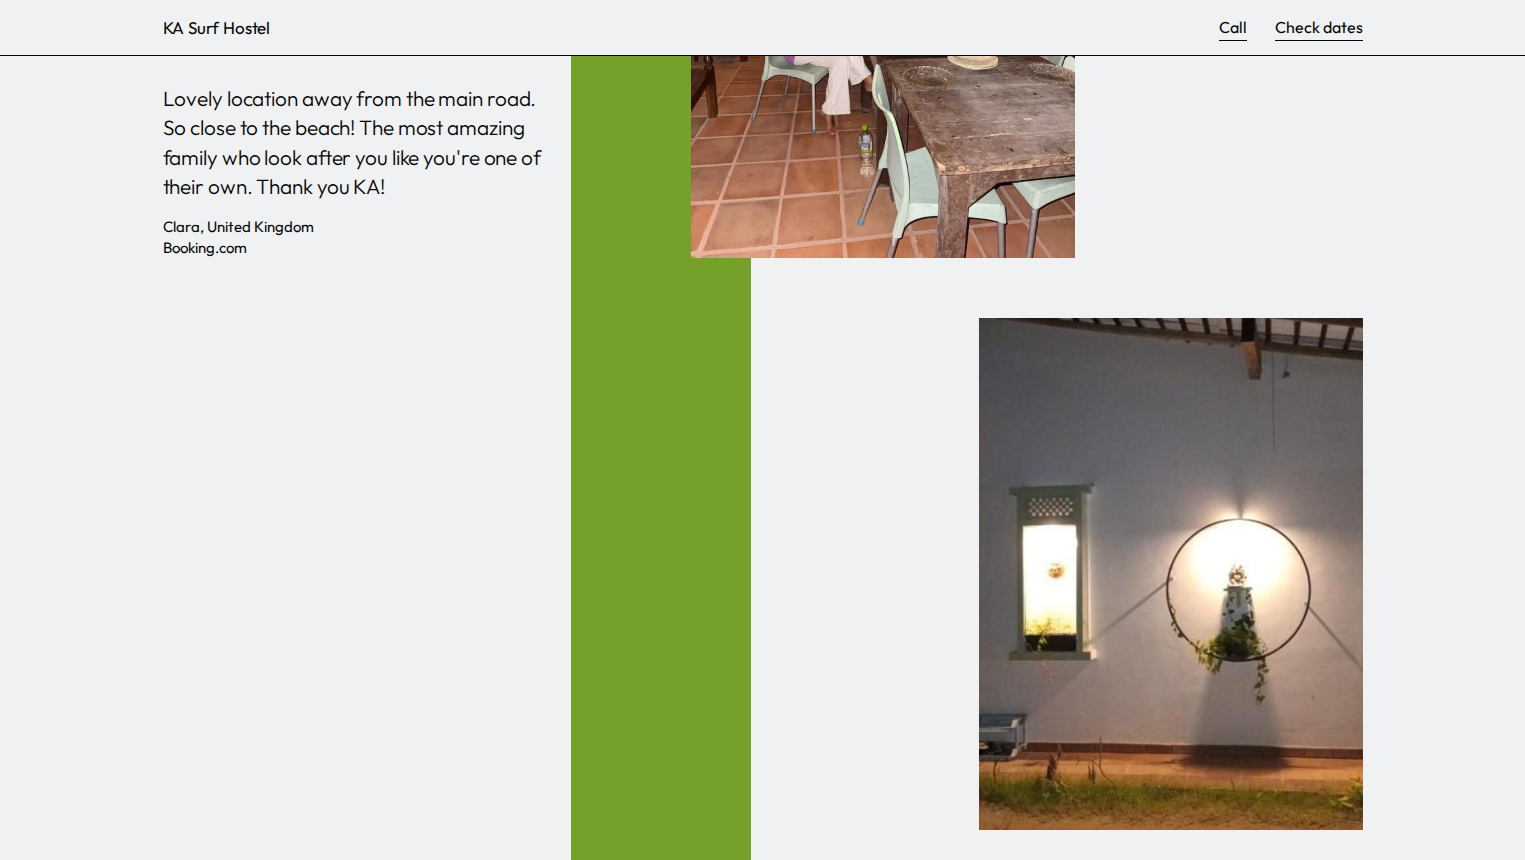 KA Surf Hostel
Call
Check dates
Lovely location away from the main road.
So close to the beach! The most amazing
family who look after you like you're one of
their own. Thank you KA!
Clara, United Kingdom
Booking.com